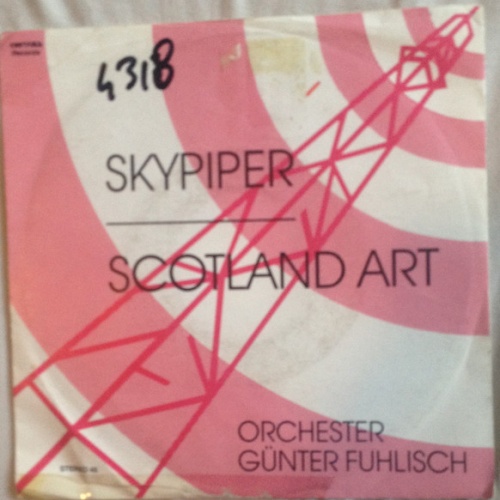 4318
SKYPIPER
SCOTLAND ART
ORCHESTER
GÜNTER FUHLISCH